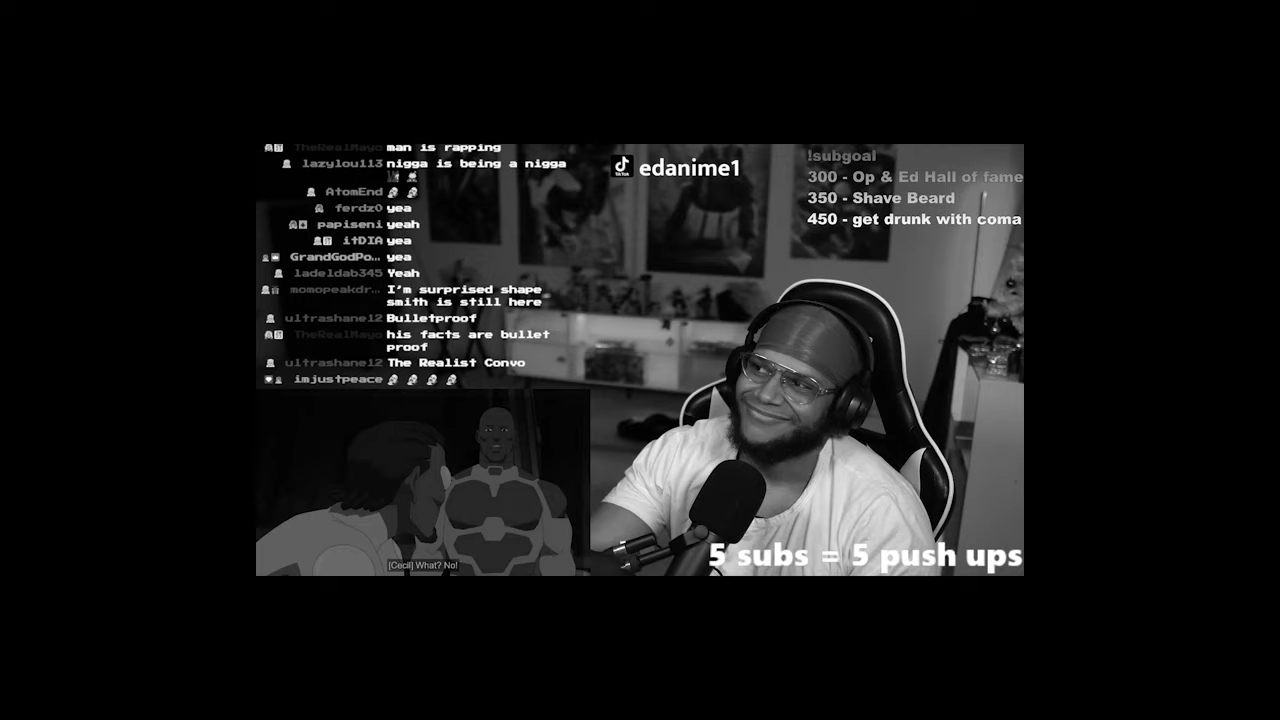 TheRealMayo man is rapping
lazylou113 nigga is being a nigga
AtomEnd
ferdz0 yea
papiseni yeah
itDIA yea
GrandGodPo... yea
ladeldab345 Yeah
momopeakdr... I'm surprised shape
smith is still here
ultrashane12 Bulletproof
TheRealMayo his facts are bullet
proof
ultrashane12 The Realist Convo
imjustpeace
[Cecil] What? No!
TikTok
edanime1
!subgoal
300 - Op & Ed Hall of fame
350 - Shave Beard
450 - get drunk with coma
5 subs = 5 push ups